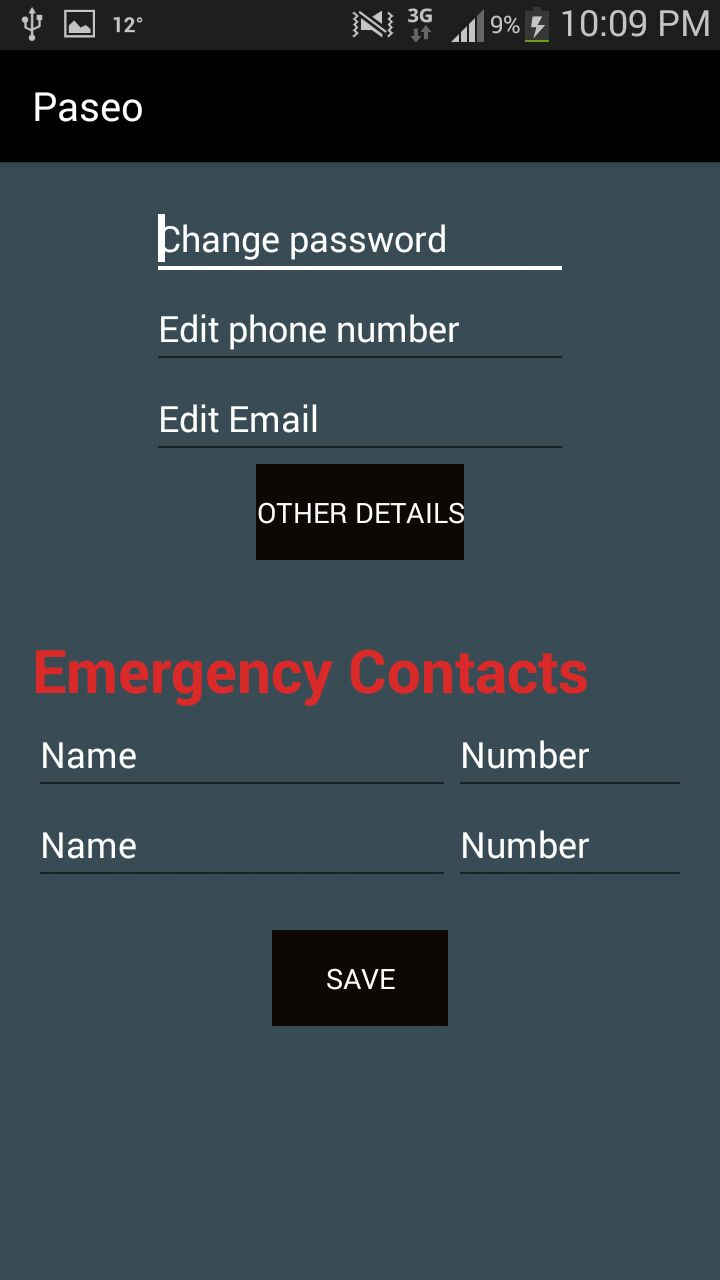 12° 3G 9% 10:09 PM
Paseo
Change password
Edit phone number
Edit Email
OTHER DETAILS
Emergency Contacts
Name Number
Name Number
SAVE